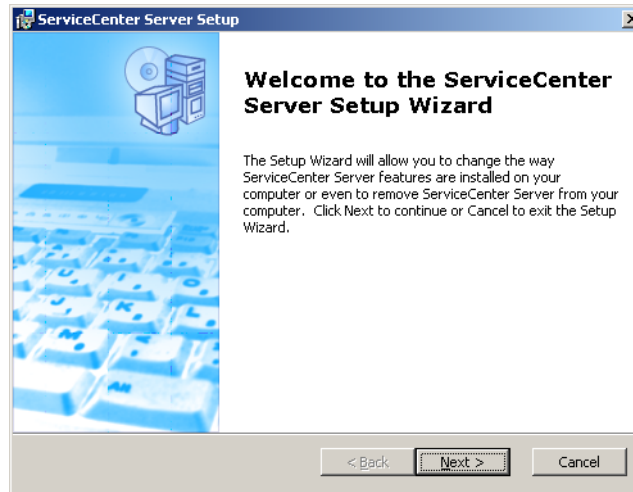 ServiceCenter Server Setup
Welcome to the ServiceCenter
Server Setup Wizard
The Setup Wizard will allow you to change the way
ServiceCenter Server features are installed on your
computer or even to remove ServiceCenter Server from your
computer. Click Next to continue or Cancel to exit the Setup
Wizard.
< Back Next > Cancel